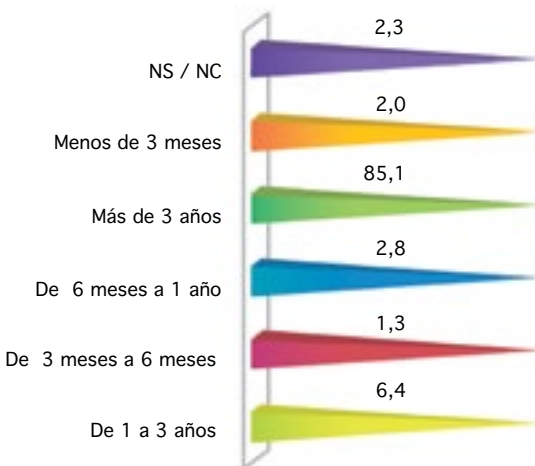 2,3
NS / NC
2,0
Menos de 3 meses
85,1
Más de 3 años
2,8
De 6 meses a 1 año
1,3
De 3 meses a 6 meses
6,4
De 1 a 3 años